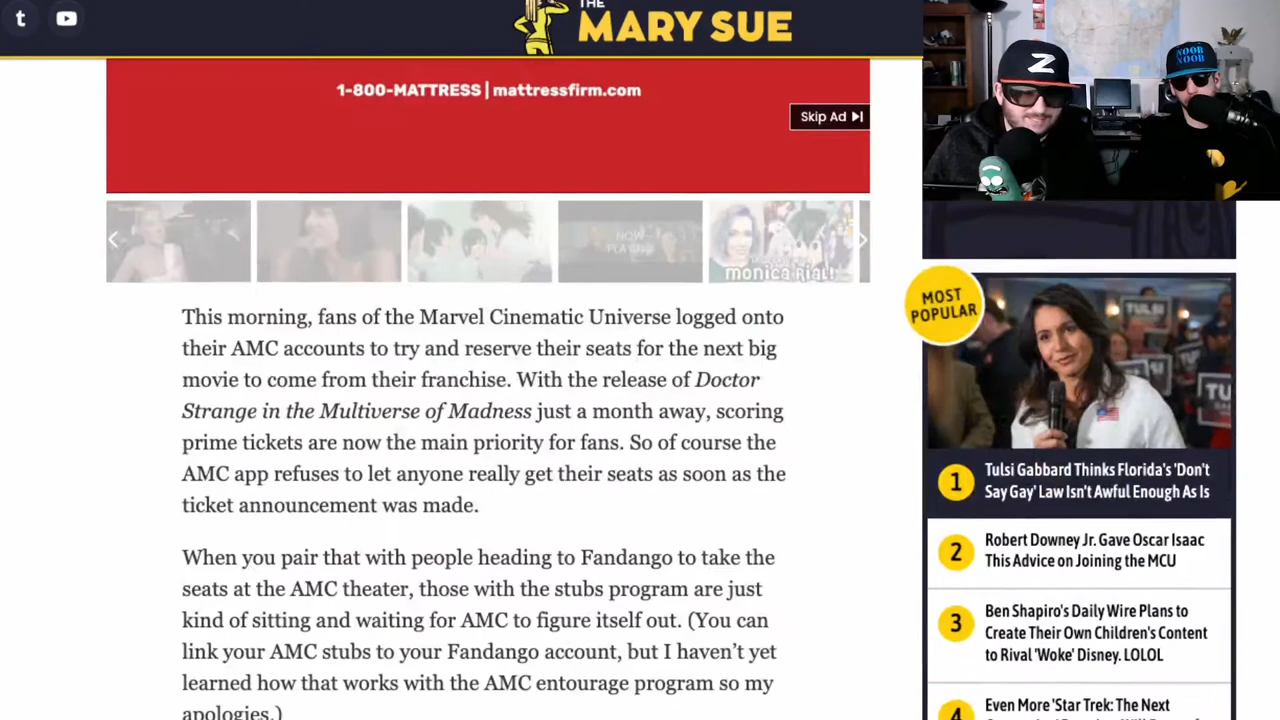 t
THE
MARY SUE
1-800-MATTRESS | mattressfirm.com
Skip Ad
NOW
PLAYING
monica rial!
This morning, fans of the Marvel Cinematic Universe logged onto
their AMC accounts to try and reserve their seats for the next big
movie to come from their franchise. With the release of Doctor
Strange in the Multiverse of Madness just a month away, scoring
prime tickets are now the main priority for fans. So of course the
AMC app refuses to let anyone really get their seats as soon as the
ticket announcement was made.
When you pair that with people heading to Fandango to take the
seats at the AMC theater, those with the stubs program are just
kind of sitting and waiting for AMC to figure itself out. (You can
link your AMC stubs to your Fandango account, but I haven't yet
learned how that works with the AMC entourage program so my
apologies.)
Z
NOOB
NOOB
MOST
POPULAR
TULSI
TU
1
Tulsi Gabbard Thinks Florida's 'Don't
Say Gay' Law Isn't Awful Enough As Is
2
Robert Downey Jr. Gave Oscar Isaac
This Advice on Joining the MCU
3
Ben Shapiro's Daily Wire Plans to
Create Their Own Children's Content
to Rival 'Woke' Disney. LOLOL
4
Even More 'Star Trek: The Next